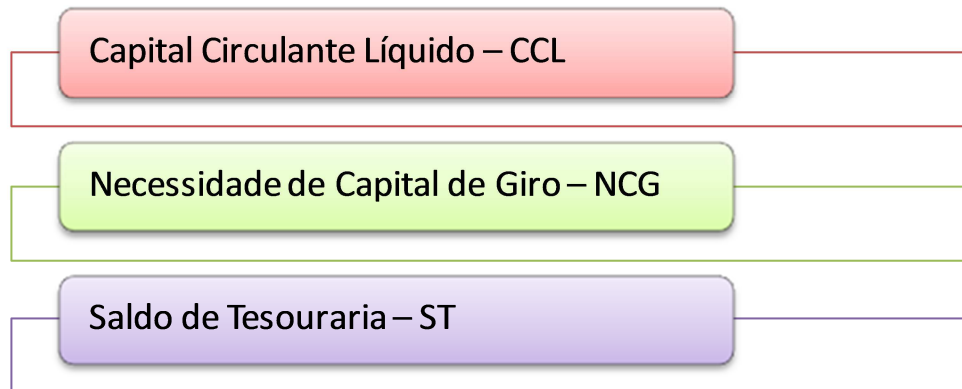 Capital Circulante Líquido – CCL
Necessidade de Capital de Giro – NCG
Saldo de Tesouraria – ST